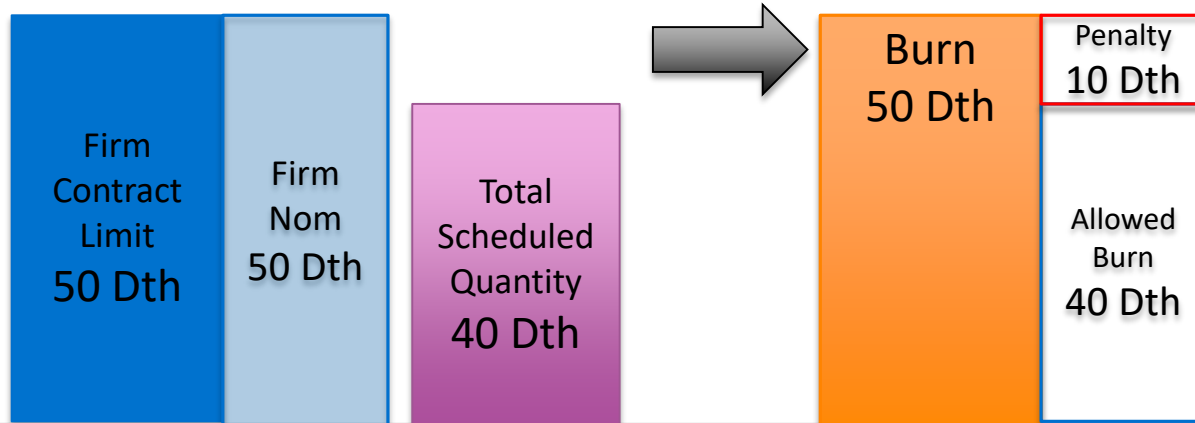 Firm
Contract
Limit
50 Dth
Firm
Nom
50 Dth
Total
Scheduled
Quantity
40 Dth
Burn
50 Dth
Penalty
10 Dth
Allowed
Burn
40 Dth